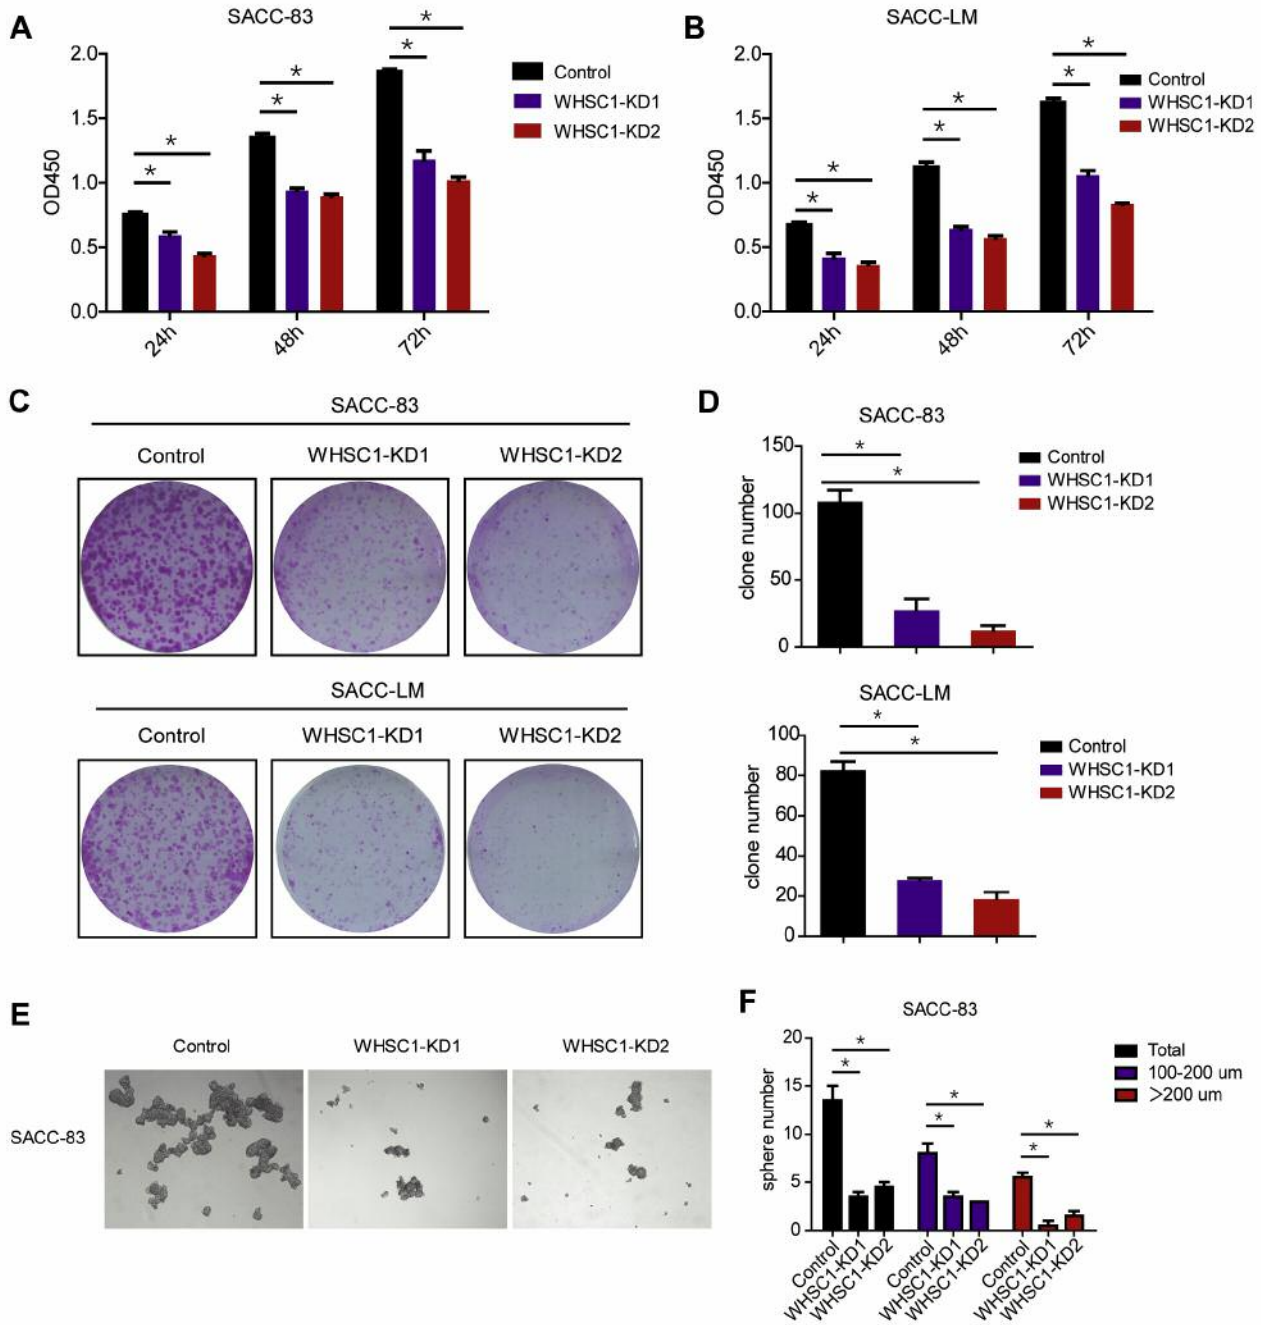 A
SACC-83
2.0
1.5
1.0
0.5
0.0
OD450
*
*
*
*
*
*
24h
48h
72h
Control
WHSC1-KD1
WHSC1-KD2
B
SACC-LM
2.0
1.5
1.0
0.5
0.0
OD450
*
*
*
*
*
*
24h
48h
72h
Control
WHSC1-KD1
WHSC1-KD2
C
SACC-83
Control WHSC1-KD1 WHSC1-KD2
SACC-LM
Control WHSC1-KD1 WHSC1-KD2
D
SACC-83
150
100
50
0
clone number
*
*
Control
WHSC1-KD1
WHSC1-KD2
SACC-LM
100
80
60
40
20
0
clone number
*
*
Control
WHSC1-KD1
WHSC1-KD2
E
Control WHSC1-KD1 WHSC1-KD2
SACC-83
F
SACC-83
20
15
10
5
0
sphere number
*
*
*
*
*
*
Control
WHSC1-KD1
WHSC1-KD2
Control
WHSC1-KD1
WHSC1-KD2
Control
WHSC1-KD1
WHSC1-KD2
Total
100-200 um
>200 um